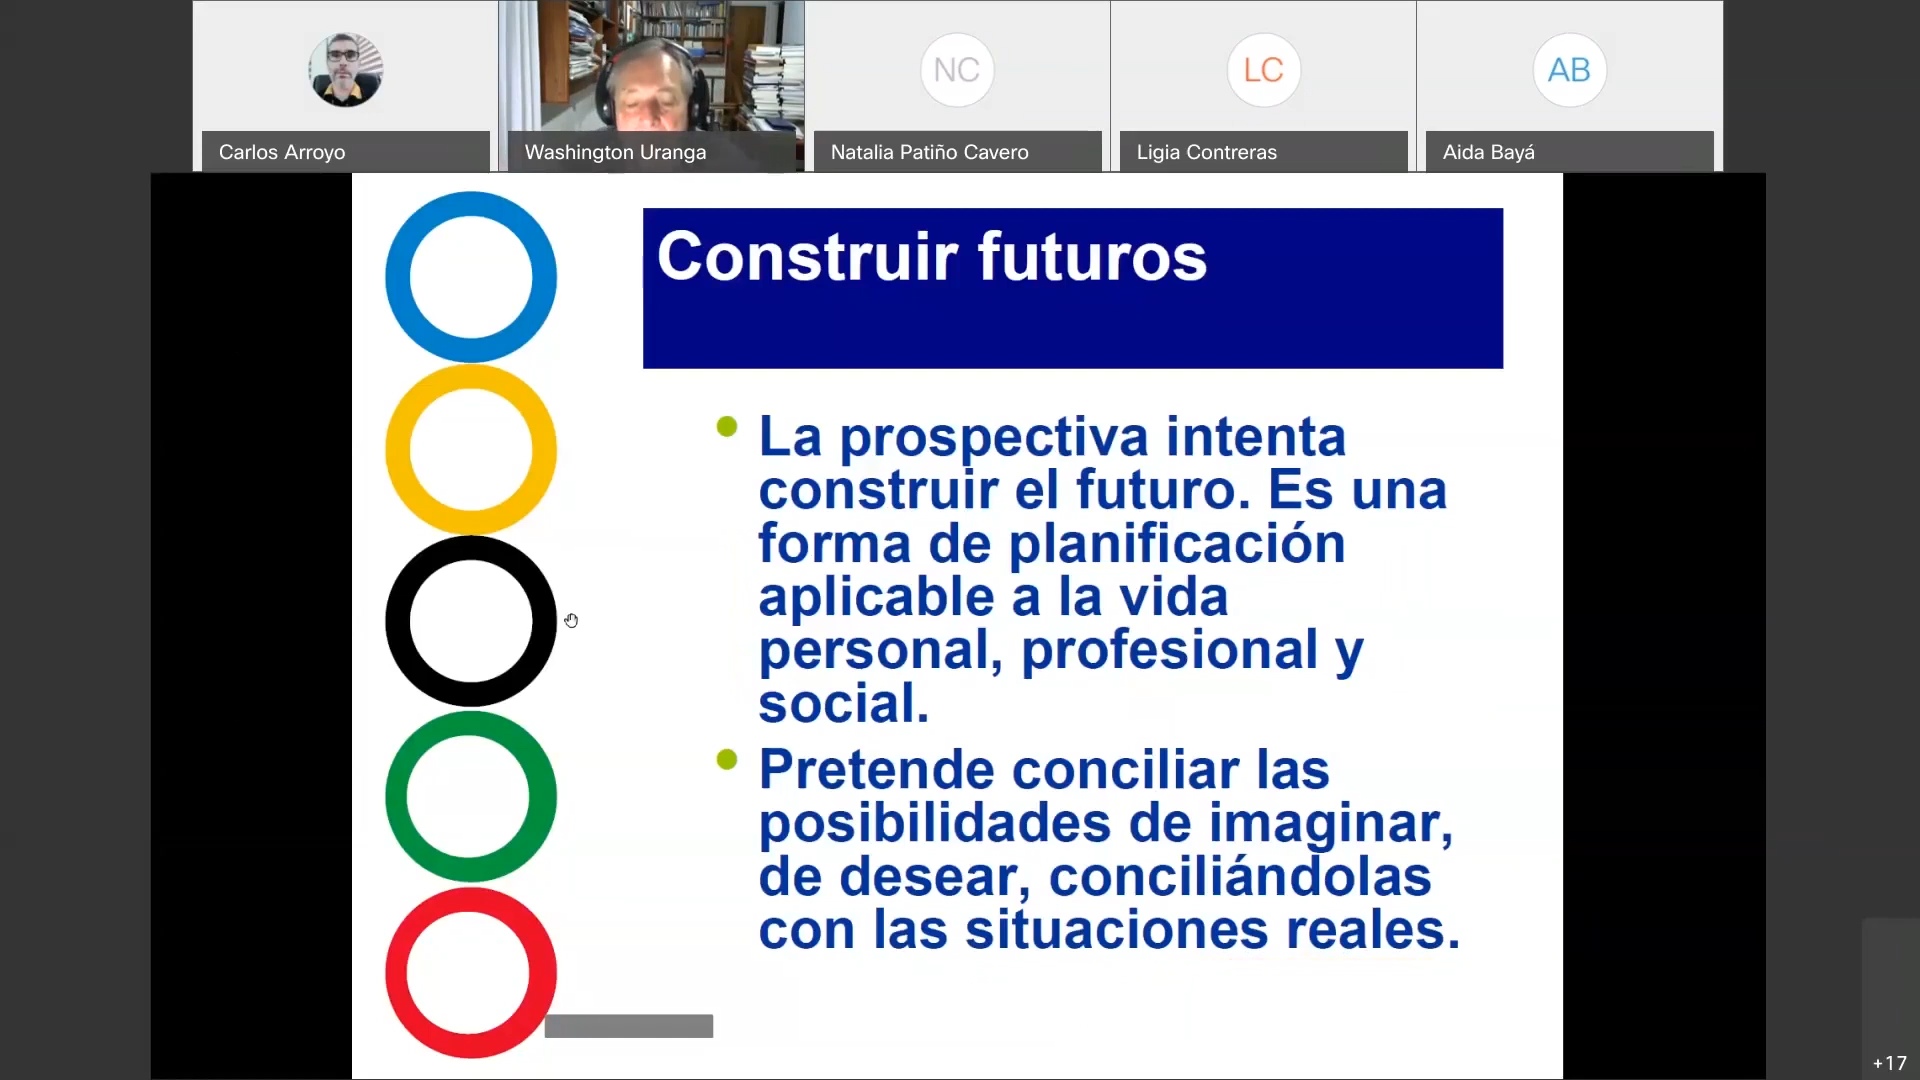 NC
LC
AB
Carlos Arroyo
Washington Uranga
Natalia Patiño Cavero
Ligia Contreras
Aida Bayá
Construir futuros
La prospectiva intenta
construir el futuro. Es una
forma de planificación
aplicable a la vida
personal, profesional y
social.
Pretende conciliar las
posibilidades de imaginar,
de desear, conciliándolas
con las situaciones reales.
+17